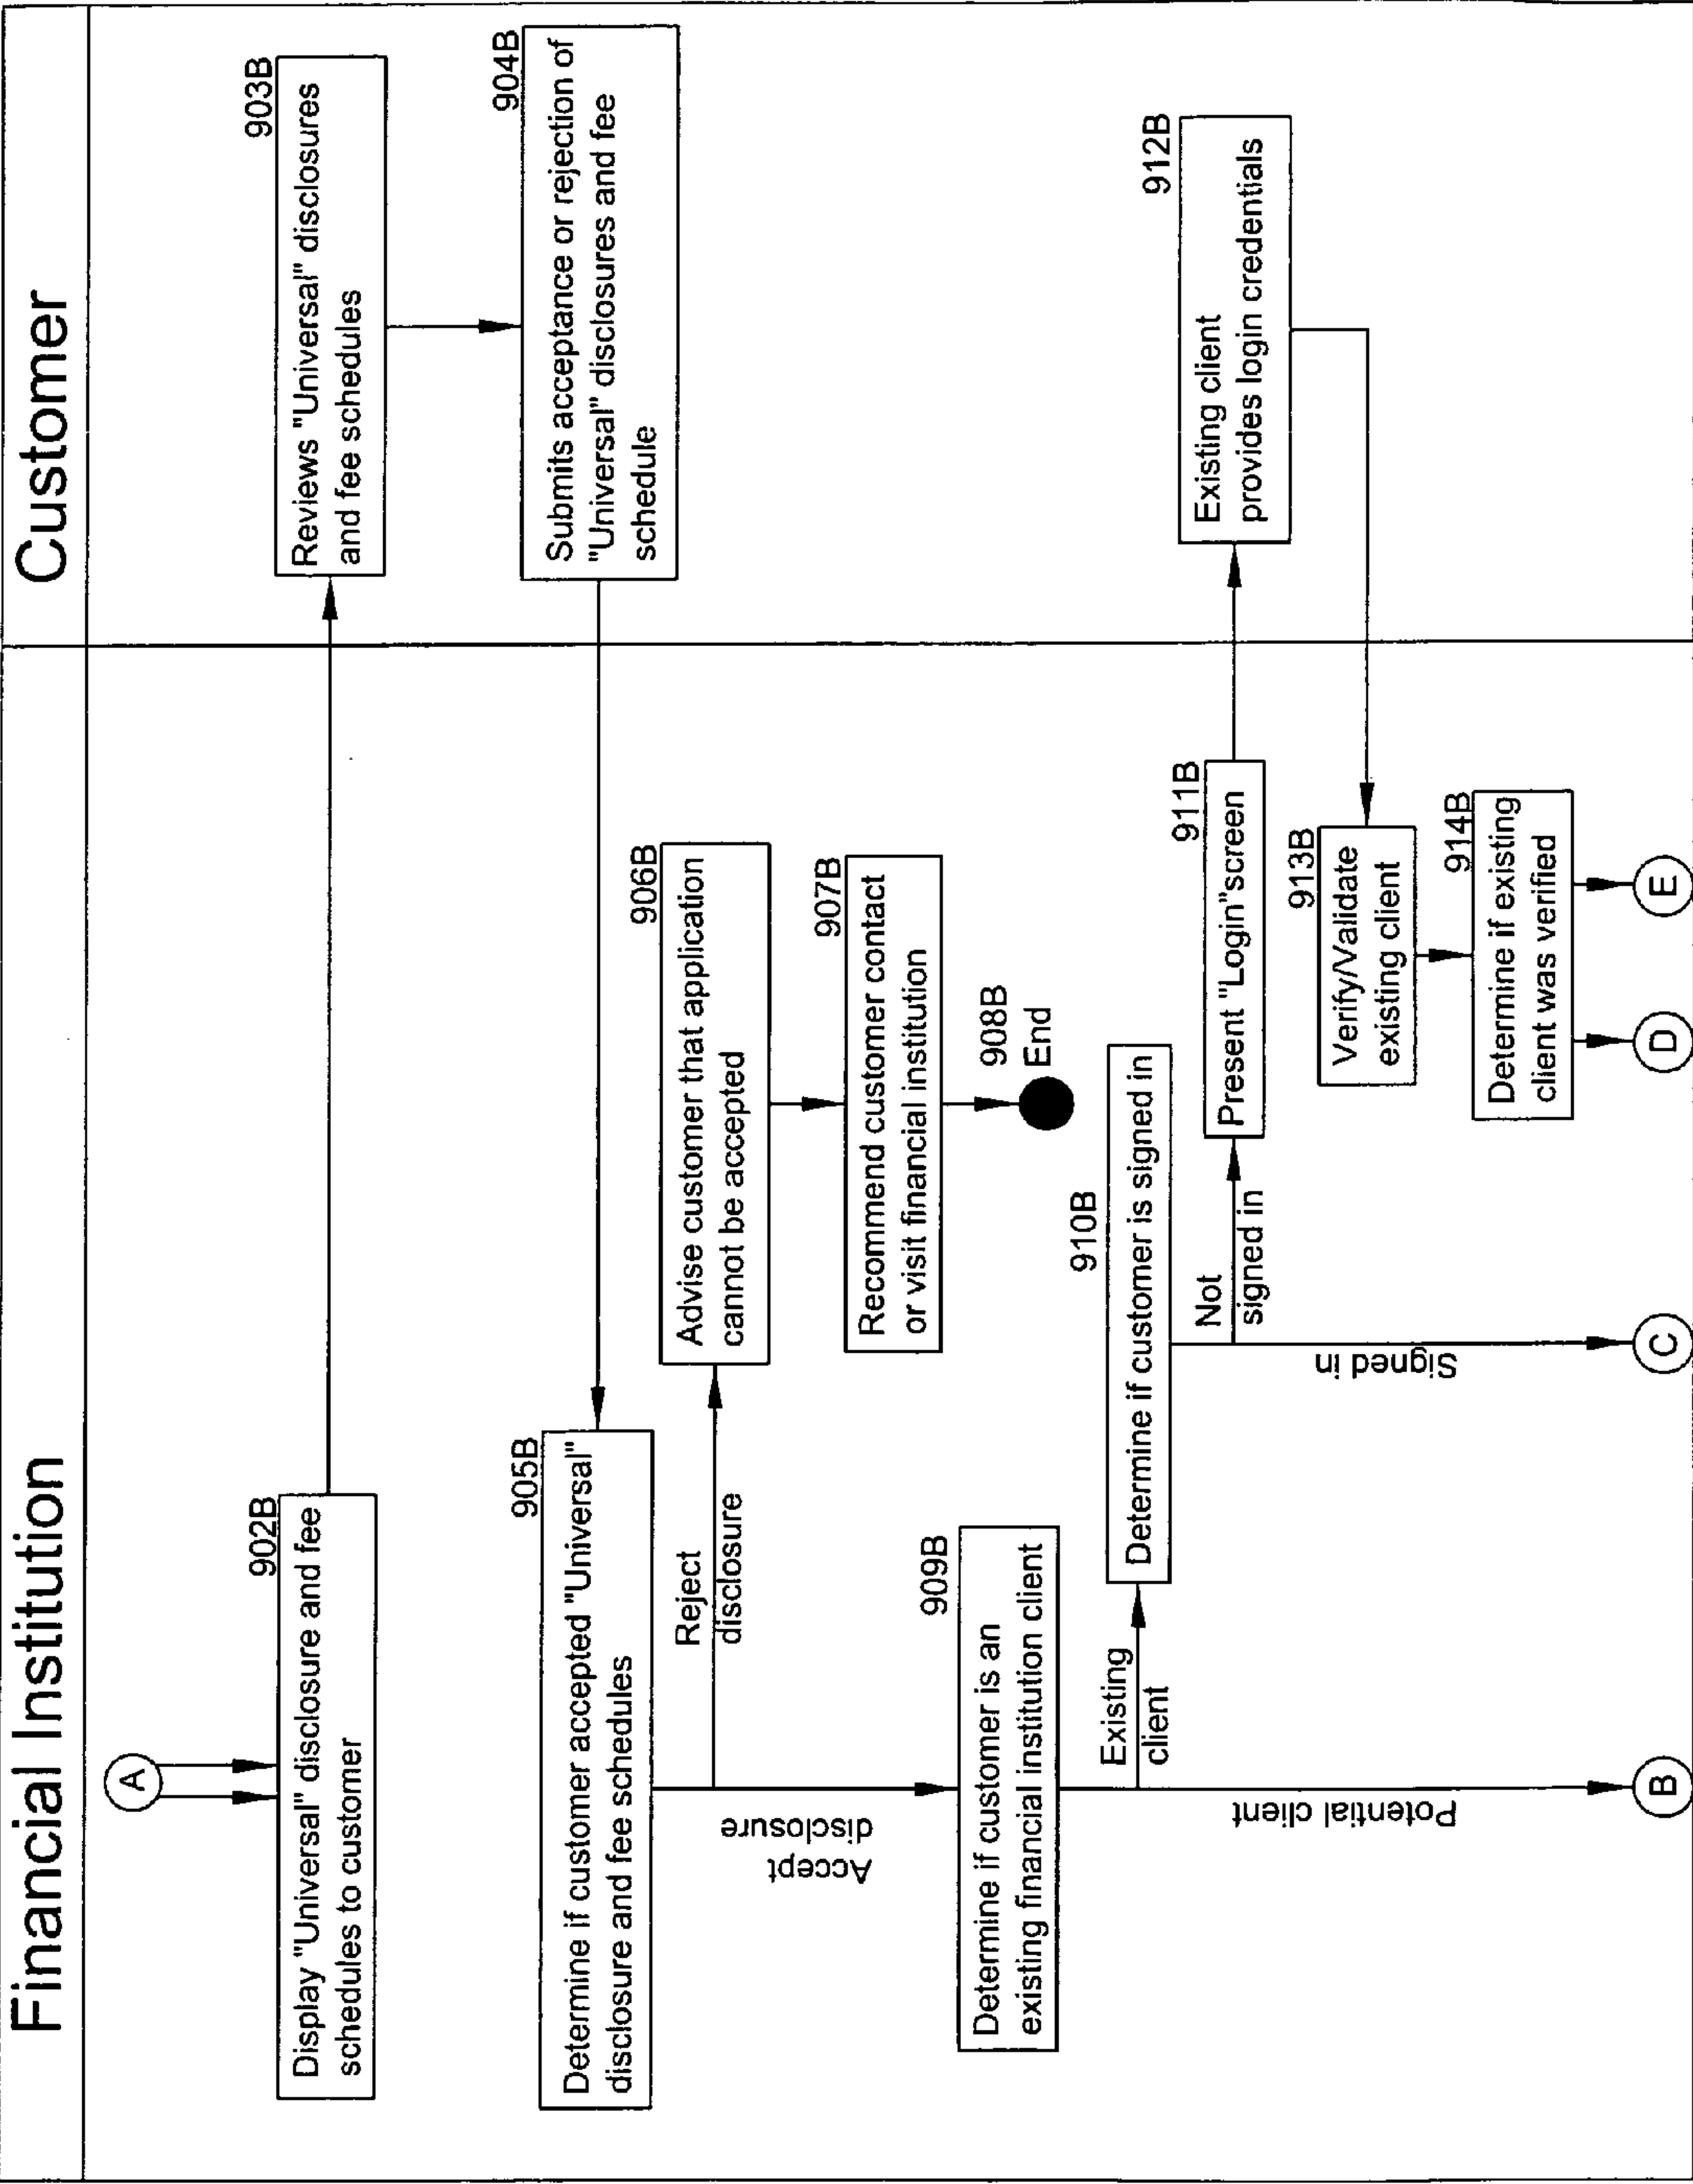 Financial Institution
Customer
A
902B
Display "Universal" disclosure and fee
schedules to customer
903B
Reviews "Universal" disclosures
and fee schedules
904B
Submits acceptance or rejection of
"Universal" disclosures and fee
schedule
905B
Determine if customer accepted "Universal"
disclosure and fee schedules
Reject
disclosure
Accept
disclosure
906B
Advise customer that application
cannot be accepted
907B
Recommend customer contact
or visit financial institution
908B
End
909B
Determine if customer is an
existing financial institution client
Existing
client
Potential client
910B
Determine if customer is signed in
Not
signed in
Signed in
911B
Present "Login"screen
912B
Existing client
provides login credentials
913B
Verify/Validate
existing client
914B
Determine if existing
client was verified
B
C
D
E